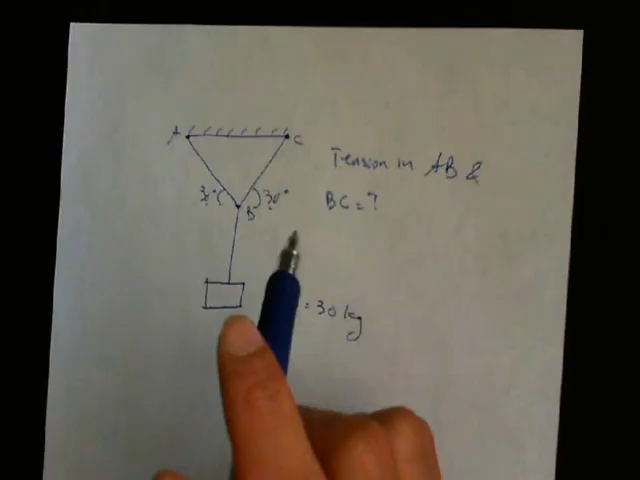 A
C
Tension in AB &
30° 30°
B
BC = ?
= 30 kg